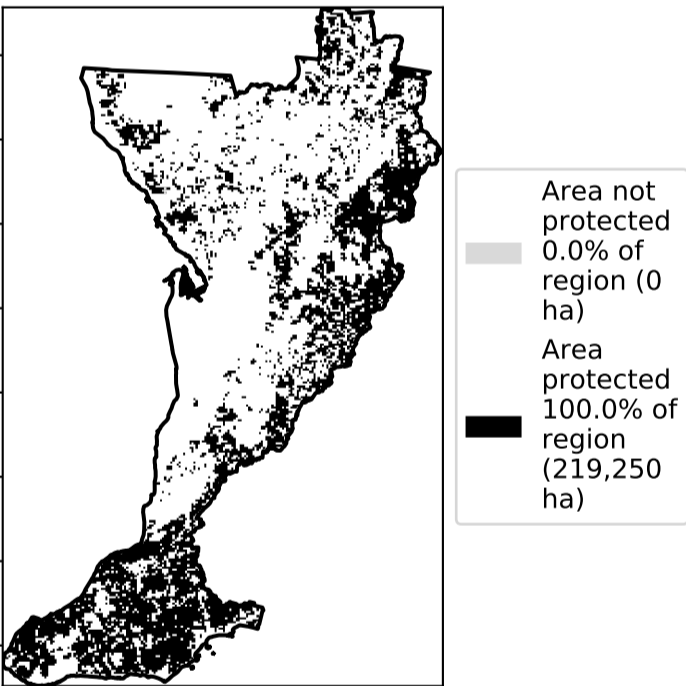 Area not
protected
0.0% of
region (0
ha)
Area
protected
100.0% of
region
(219,250
ha)